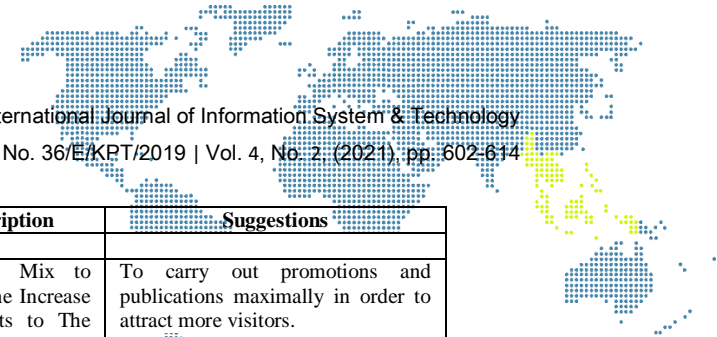 ternational Journal of Information System & Technology
No. 36/E/KPT/2019 | Vol. 4, No. 2, (2021), pp. 602-614
ription Suggestions
Mix to To carry out promotions and
ne Increase publications maximally in order to
ts to The attract more visitors.